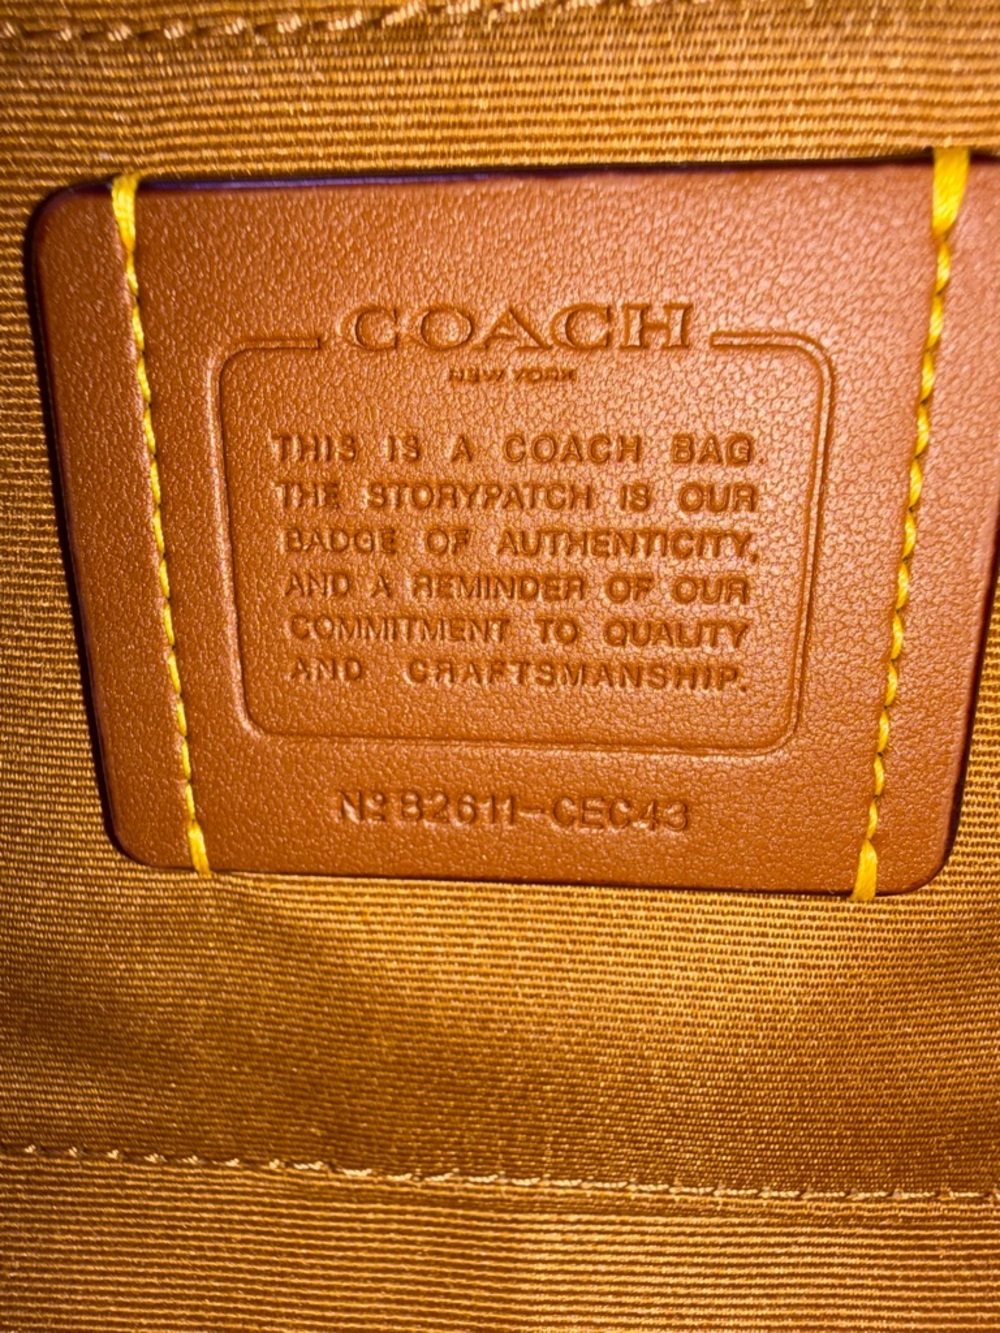 COACH
NEW YORK
THIS IS A COACH BAG.
THE STORYPATCH IS OUR
BADGE OF AUTHENTICITY,
AND A REMINDER OF OUR
COMMITMENT TO QUALITY
AND CRAFTSMANSHIP.
Nº 82611-CEC43